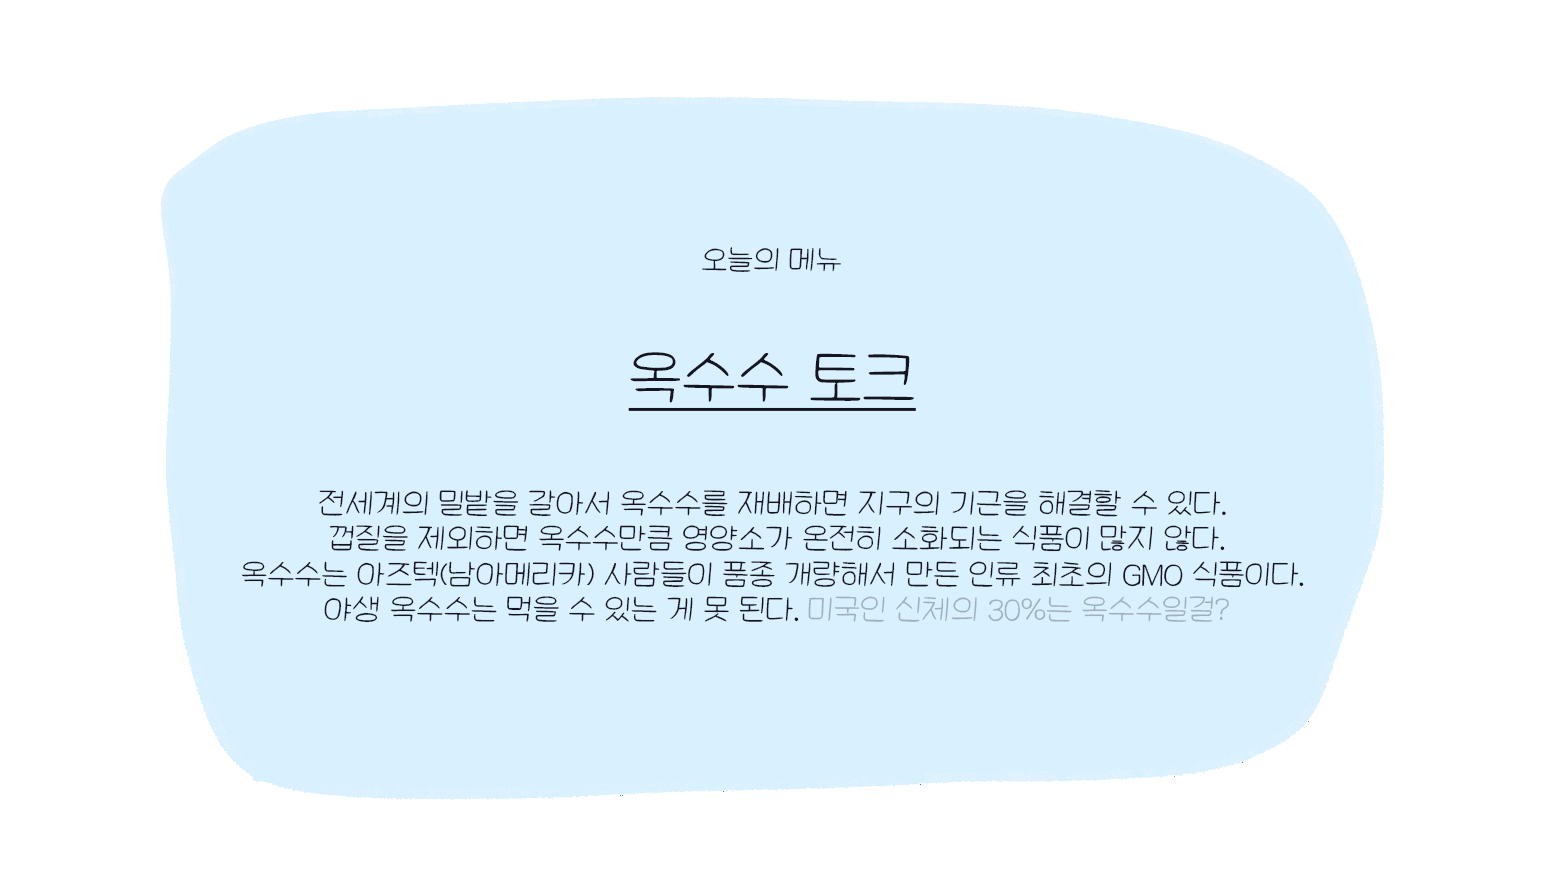 오늘의 메뉴
옥수수 토크
전세계의 밀밭을 갈아서 옥수수를 재배하면 지구의 기근을 해결할 수 있다.
껍질을 제외하면 옥수수만큼 영양소가 온전히 소화되는 식품이 많지 않다.
옥수수는 아즈텍(남아메리카) 사람들이 품종 개량해서 만든 인류 최초의 GMO 식품이다.
야생 옥수수는 먹을 수 있는 게 못 된다. 미국인 신체의 30%는 옥수수일걸?